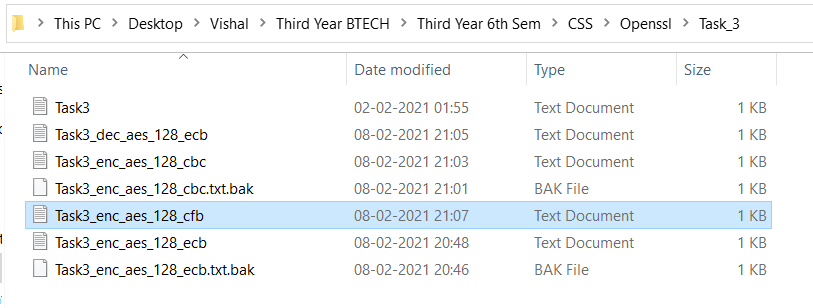 This PC > Desktop > Vishal > Third Year BTECH > Third Year 6th Sem > CSS > Openssl > Task_3
Name Date modified Type Size
Task3 02-02-2021 01:55 Text Document 1 KB
Task3_dec_aes_128_ecb 08-02-2021 21:05 Text Document 1 KB
Task3_enc_aes_128_cbc 08-02-2021 21:03 Text Document 1 KB
Task3_enc_aes_128_cbc.txt.bak 08-02-2021 21:01 BAK File 1 KB
Task3_enc_aes_128_cfb 08-02-2021 21:07 Text Document 1 KB
Task3_enc_aes_128_ecb 08-02-2021 20:48 Text Document 1 KB
Task3_enc_aes_128_ecb.txt.bak 08-02-2021 20:46 BAK File 1 KB